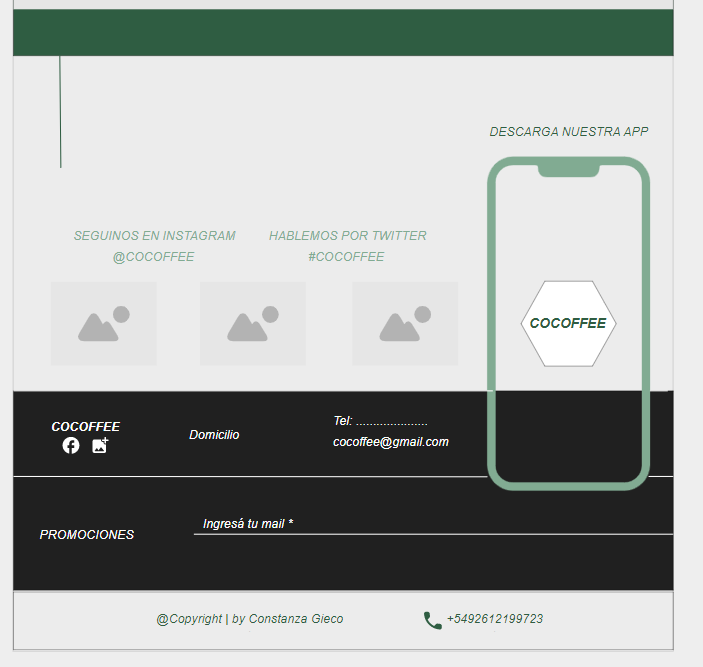 DESCARGA NUESTRA APP
SEGUINOS EN INSTAGRAM
@COCOFFEE
HABLEMOS POR TWITTER
#COCOFFEE
COCOFFEE
COCOFFEE
Domicilio
Tel: .....................
cocoffee@gmail.com
PROMOCIONES
Ingresá tu mail *
@Copyright | by Constanza Gieco
+5492612199723